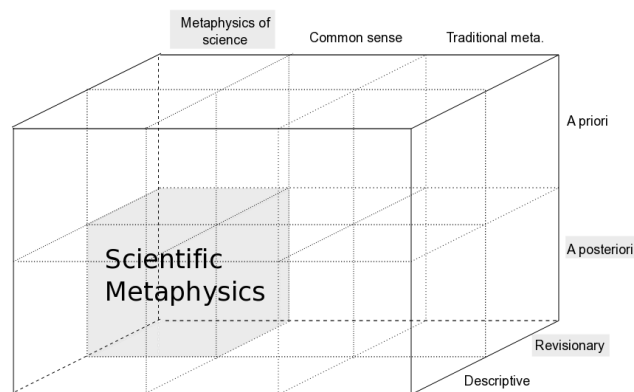 Metaphysics of
science
Common sense
Traditional meta.
A priori
A posteriori
Scientific
Metaphysics
Revisionary
Descriptive